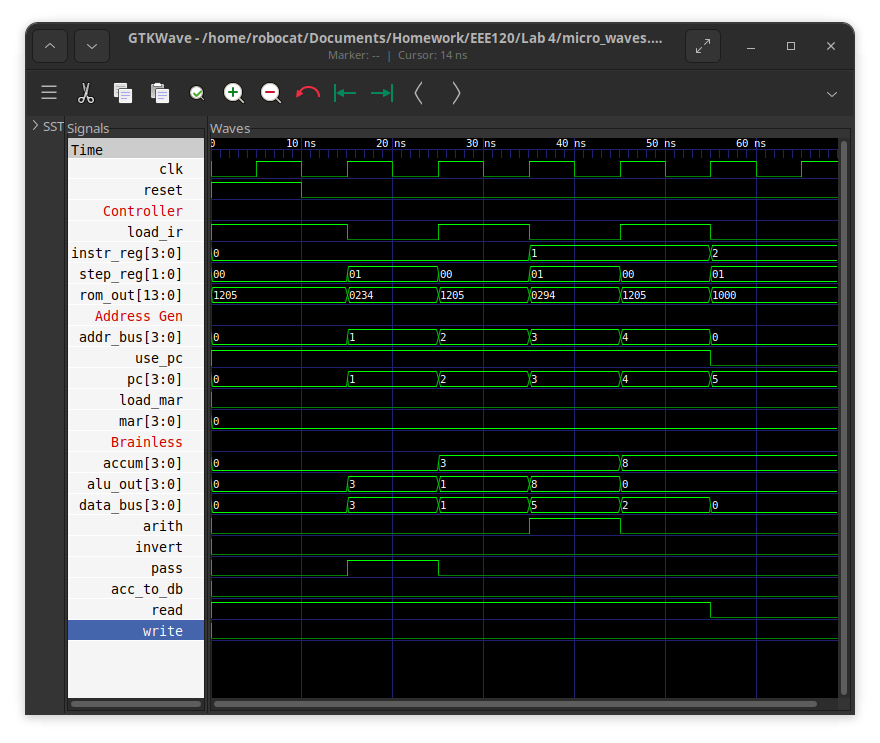 GTKWave - /home/robocat/Documents/Homework/EEE120/Lab 4/micro_waves....
Marker: -- | Cursor: 14 ns
SST Signals Waves
Time 0 10 ns 20 ns 30 ns 40 ns 50 ns 60 ns
clk
reset
Controller
load_ir
instr_reg[3:0] 0 1 2
step_reg[1:0] 00 01 00 01 00 01
rom_out[13:0] 1205 0234 1205 0294 1205 1000
Address Gen
addr_bus[3:0] 0 1 2 3 4 0
use_pc
pc[3:0] 0 1 2 3 4 5
load_mar
mar[3:0] 0
Brainless
accum[3:0] 0 3 8
alu_out[3:0] 0 3 1 8 0
data_bus[3:0] 0 3 1 5 2 0
arith
invert
pass
acc_to_db
read
write